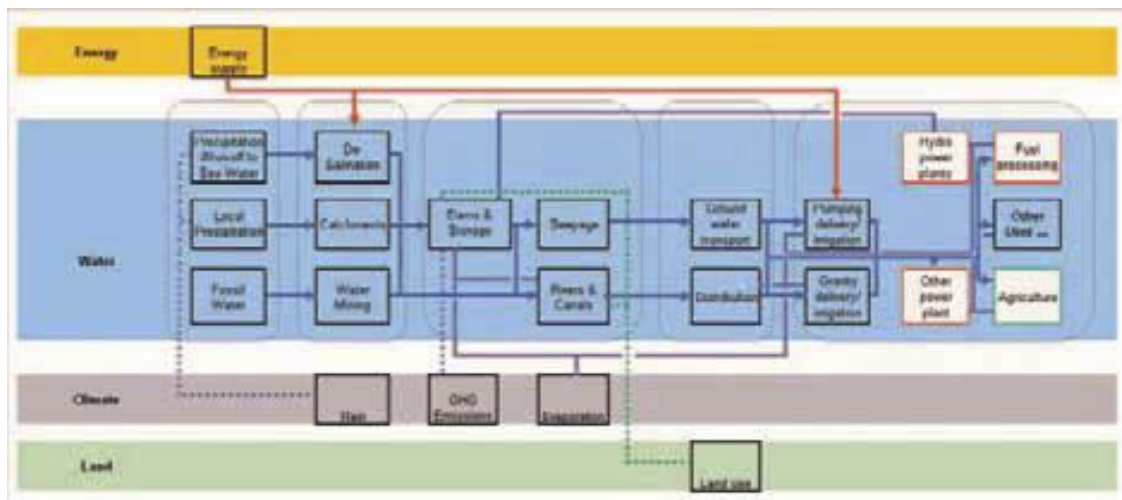 Energy
Energy
supply
Precipitation
/Runoff to
Sea Water
De
Salination
Hydro
power
plants
Fuel
processing
Local
Precipitation
Catchments
Dams &
Storage
Seepage
Ground
water
transport
Pumping
delivery/
irrigation
Other
Uses ...
Water
Fossil
Water
Water
Mining
Rivers &
Canals
Distribution
Gravity
delivery/
irrigation
Other
power
plant
Agriculture
Climate
Rain
GHG
Emissions
Evaporation
Land
Land use